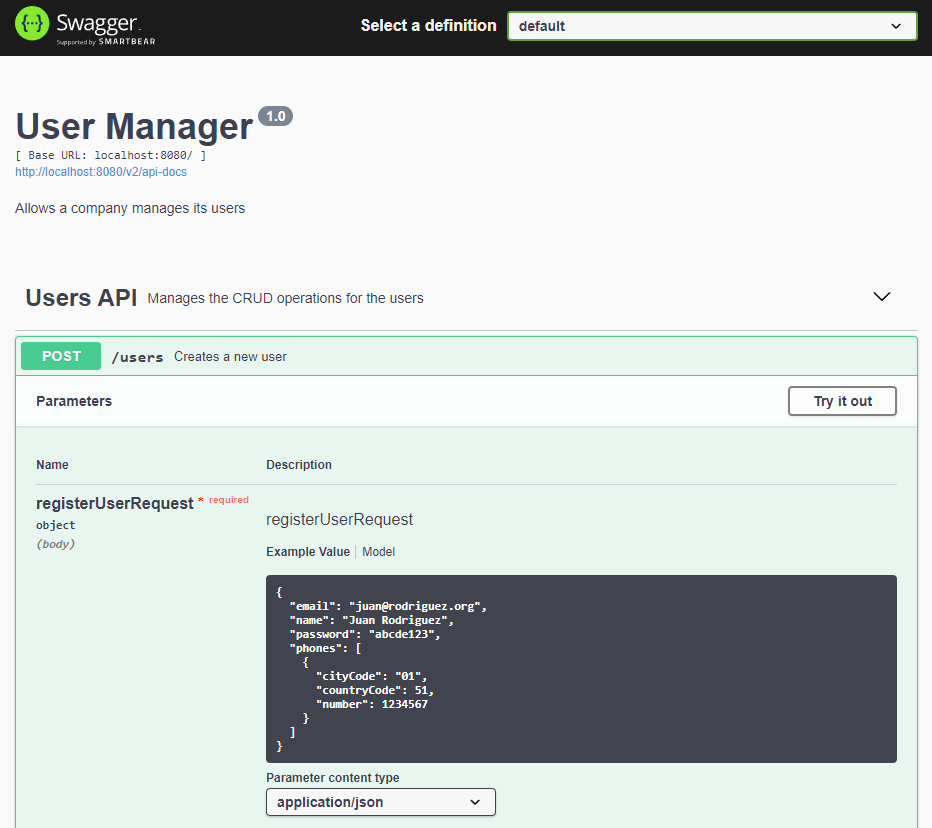 {···} Swagger.
Supported by SMARTBEAR
Select a definition
default
User Manager 1.0
[ Base URL: localhost:8080/ ]
http://localhost:8080/v2/api-docs
Allows a company manages its users
Users API Manages the CRUD operations for the users
POST /users Creates a new user
Parameters
Try it out
Name Description
registerUserRequest * required
object
(body)
registerUserRequest
Example Value Model
{
  "email": "juan@rodriguez.org",
  "name": "Juan Rodriguez",
  "password": "abcde123",
  "phones": [
    {
      "cityCode": "01",
      "countryCode": 51,
      "number": 1234567
    }
  ]
}
Parameter content type
application/json